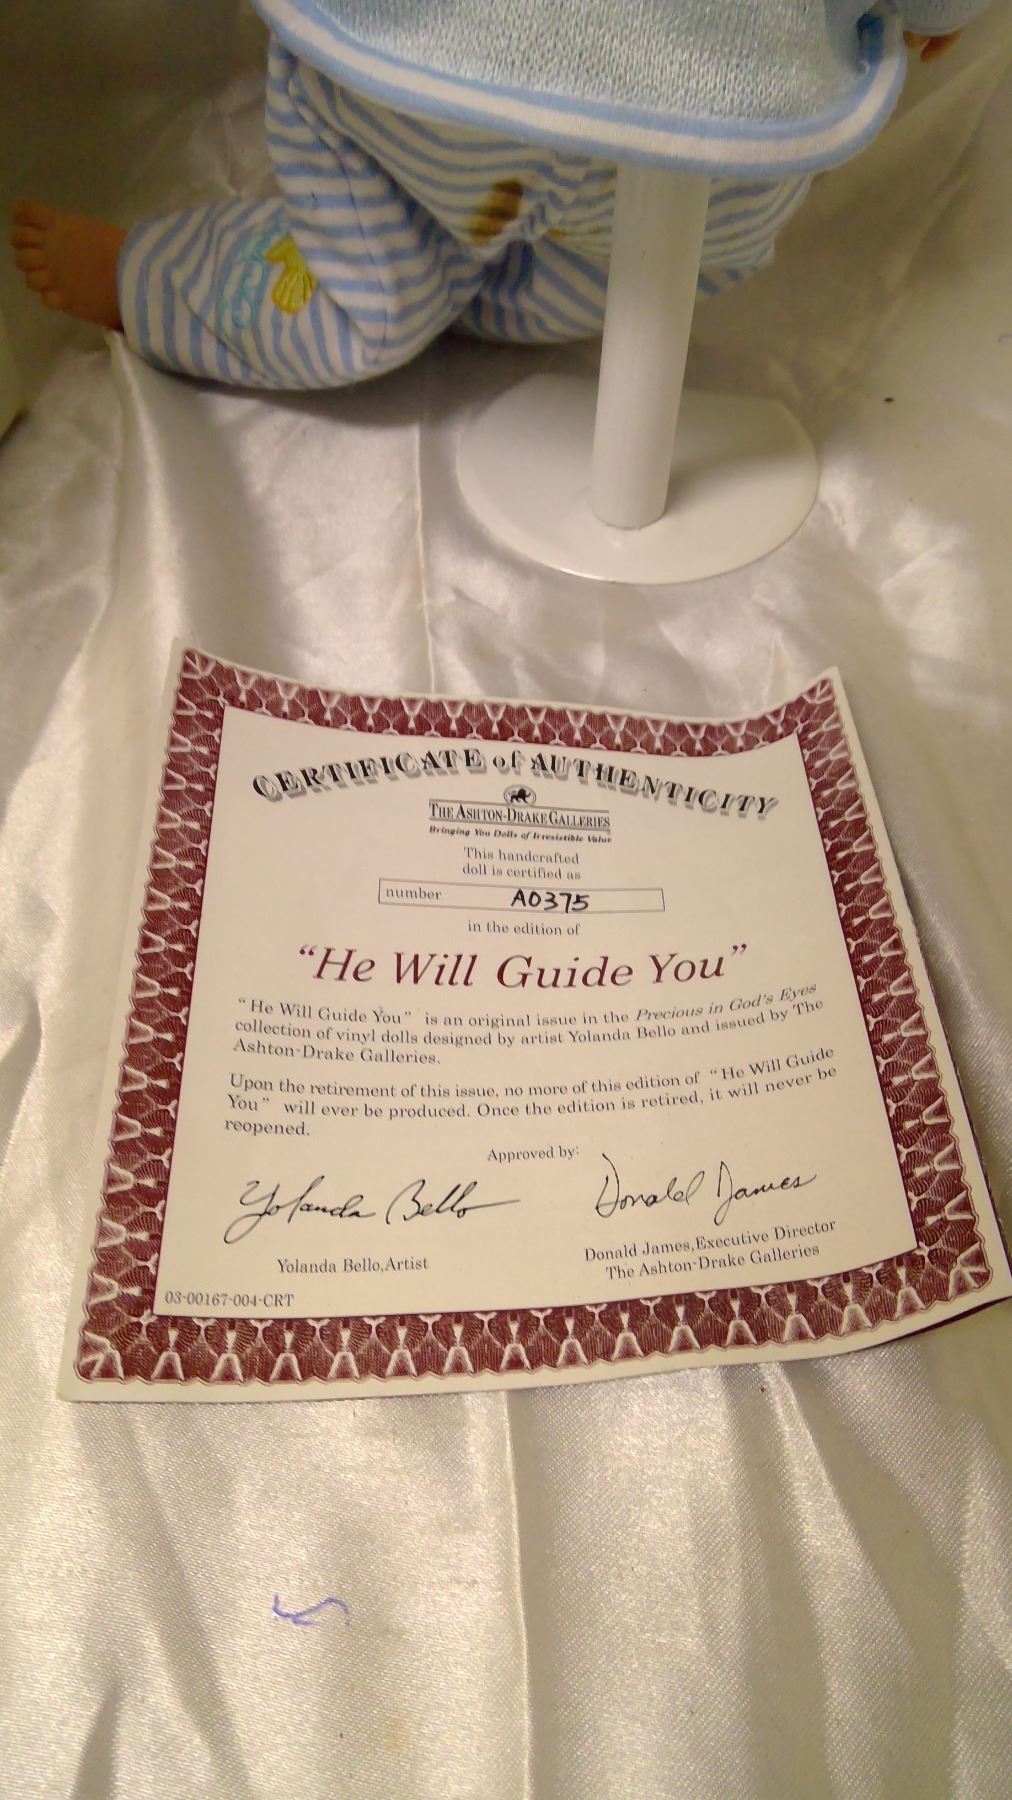 CERTIFICATE of AUTHENTICITY
THE ASHTON-DRAKE GALLERIES
Bringing You Dolls of Irresistible Value
This handcrafted
doll is certified as
number A0375
in the edition of
"He Will Guide You"
"He Will Guide You" is an original issue in the Precious in God's Eyes
collection of vinyl dolls designed by artist Yolanda Bello and issued by The
Ashton-Drake Galleries.
Upon the retirement of this issue, no more of this edition of "He Will Guide
You" will ever be produced. Once the edition is retired, it will never be
reopened.
Approved by:
Yolanda Bello
Donald James
Yolanda Bello,Artist
Donald James,Executive Director
The Ashton-Drake Galleries
03-00167-004-CRT